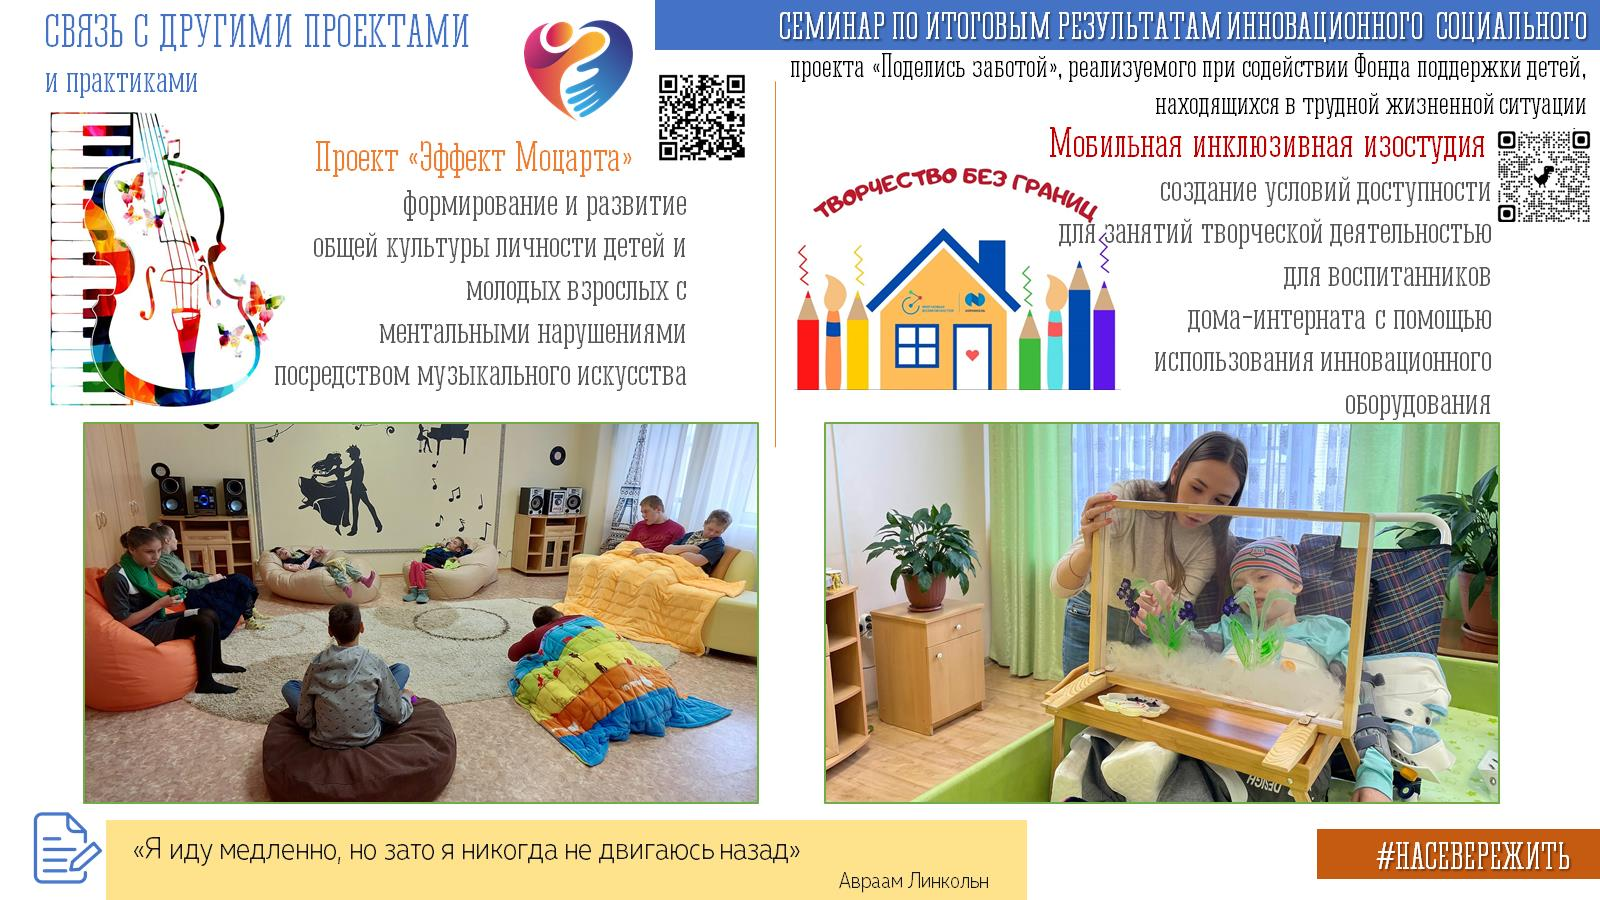 СВЯЗЬ С ДРУГИМИ ПРОЕКТАМИ
и практиками
СЕМИНАР ПО ИТОГОВЫМ РЕЗУЛЬТАТАМ ИННОВАЦИОННОГО СОЦИАЛЬНОГО
проекта «Поделись заботой», реализуемого при содействии Фонда поддержки детей,
находящихся в трудной жизненной ситуации
Проект «Эффект Моцарта»
формирование и развитие
общей культуры личности детей и
молодых взрослых с
ментальными нарушениями
посредством музыкального искусства
Мобильная инклюзивная изостудия
ТВОРЧЕСТВО БЕЗ ГРАНИЦ
создание условий доступности
для занятий творческой деятельностью
для воспитанников
дома-интерната с помощью
использования инновационного
оборудования
DESIGN
«Я иду медленно, но зато я никогда не двигаюсь назад»
Авраам Линкольн
#НАСЕВЕРЕЖИТЬ